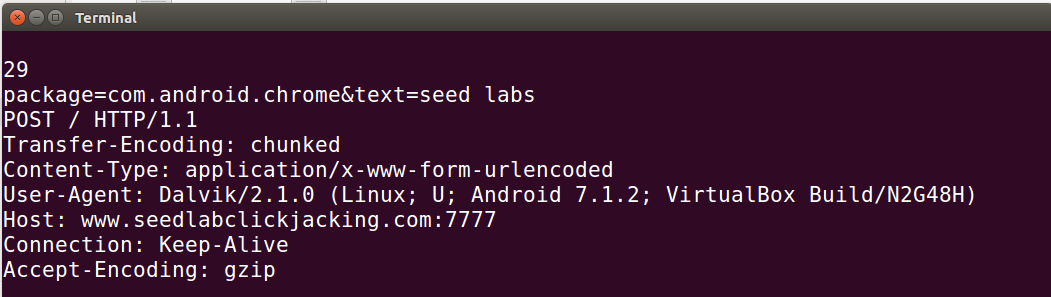 Terminal
29
package=com.android.chrome&text=seed labs
POST / HTTP/1.1
Transfer-Encoding: chunked
Content-Type: application/x-www-form-urlencoded
User-Agent: Dalvik/2.1.0 (Linux; U; Android 7.1.2; VirtualBox Build/N2G48H)
Host: www.seedlabclickjacking.com:7777
Connection: Keep-Alive
Accept-Encoding: gzip